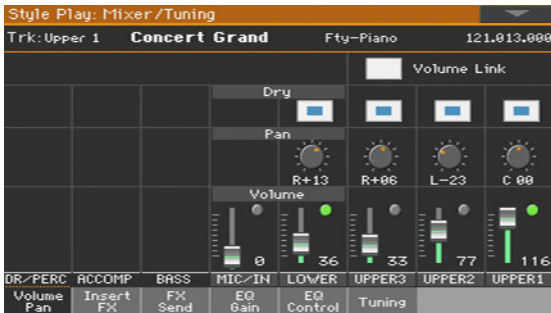 Style Play: Mixer/Tuning
Trk: Upper 1 Concert Grand Fty-Piano 121.013.000
Volume Link
Dry
Pan
R+13 R+06 L-23 C 00
Volume
0 36 33 77 116
DR/PERC ACCOMP BASS MIC/IN LOWER UPPER3 UPPER2 UPPER1
Volume Pan Insert FX FX Send EQ Gain EQ Control Tuning